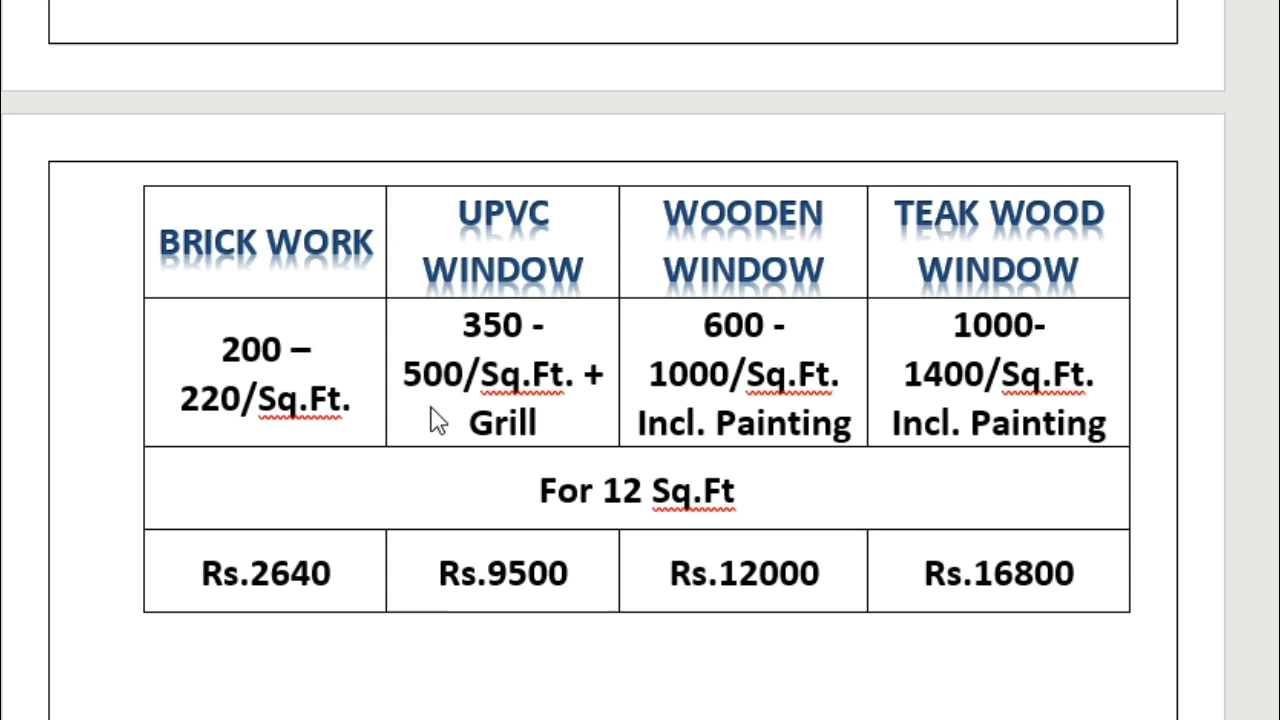 BRICK WORK
UPVC
WINDOW
WOODEN
WINDOW
TEAK WOOD
WINDOW
200 –
220/Sq.Ft.
350 -
500/Sq.Ft. +
Grill
600 -
1000/Sq.Ft.
Incl. Painting
1000-
1400/Sq.Ft.
Incl. Painting
For 12 Sq.Ft
Rs.2640
Rs.9500
Rs.12000
Rs.16800